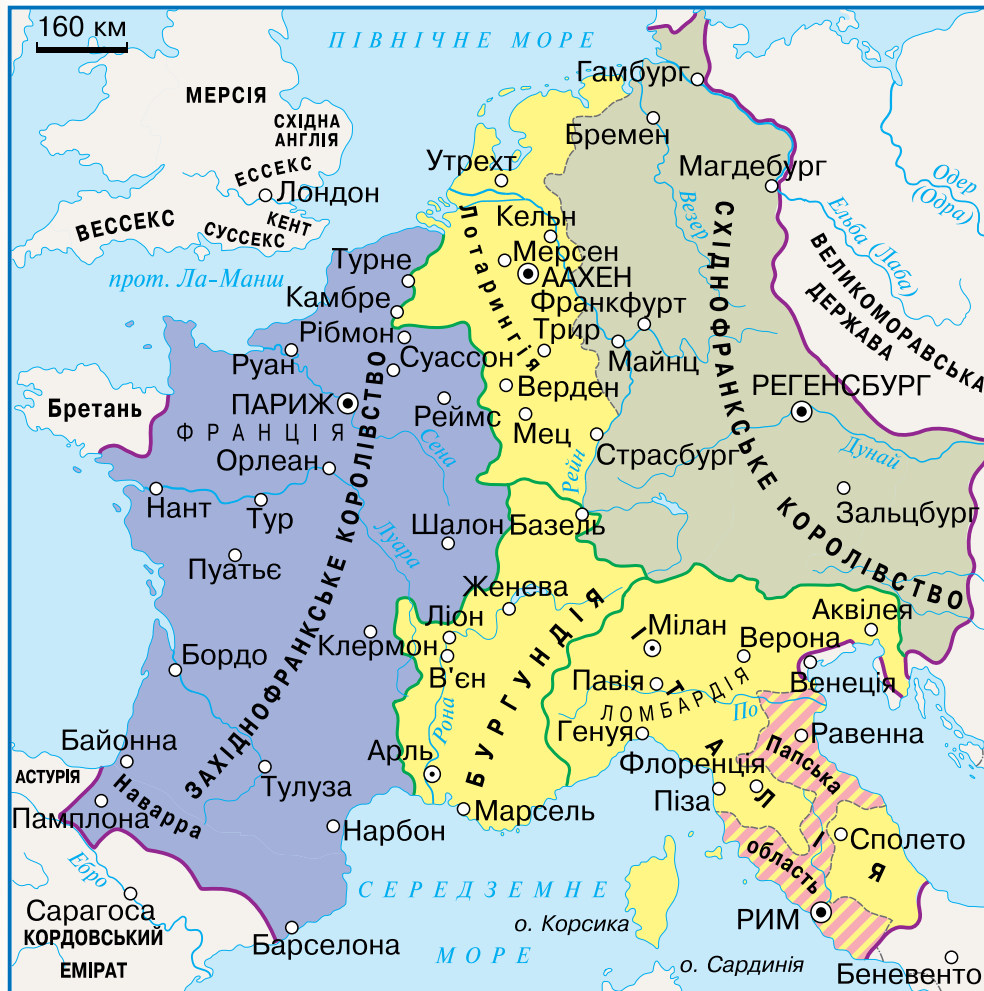 160 км
ПІВНІЧНЕ МОРЕ
Гамбург
МЕРСІЯ
СХІДНА
АНГЛІЯ
Бремен
Утрехт
ЕССЕКС
Лондон
Магдебург
Одер
(Одра)
Везер
Ельба (Лаба)
ВЕССЕКС
КЕНТ
СУССЕКС
Кельн
Лотарингія
Мерсен
ААХЕН
прот. Ла-Манш
Турне
Камбре
Франкфурт
СХІДНОФРАНКСЬКЕ КОРОЛІВСТВО
ВЕЛИКОМОРАВСЬКА
ДЕРЖАВА
Рібмон
Трир
Руан
Суассон
Майнц
Верден
РЕГЕНСБУРГ
Бретань
ПАРИЖ
Реймс
Мец
ФРАНЦІЯ
Сена
Орлеан
Рейн
Страсбург
Дунай
Нант
Тур
Шалон
Базель
Зальцбург
Луара
Пуатьє
ЗАХІДНОФРАНКСЬКЕ КОРОЛІВСТВО
Женева
Ліон
Клермон
В'єн
БУРГУНДІЯ
Мілан
Верона
Аквілея
Бордо
Павія
ІТАЛІЯ
ЛОМБАРДІЯ
Венеція
По
Рона
Генуя
Равенна
Байонна
Арль
Флоренція
Папська
область
АСТУРІЯ
Наварра
Тулуза
Піза
Памплона
Марсель
Нарбон
Сполето
Ебро
СЕРЕДЗЕМНЕ
МОРЕ
Сарагоса
КОРДОВСЬКИЙ
ЕМІРАТ
Барселона
о. Корсика
РИМ
о. Сардинія
Беневенто